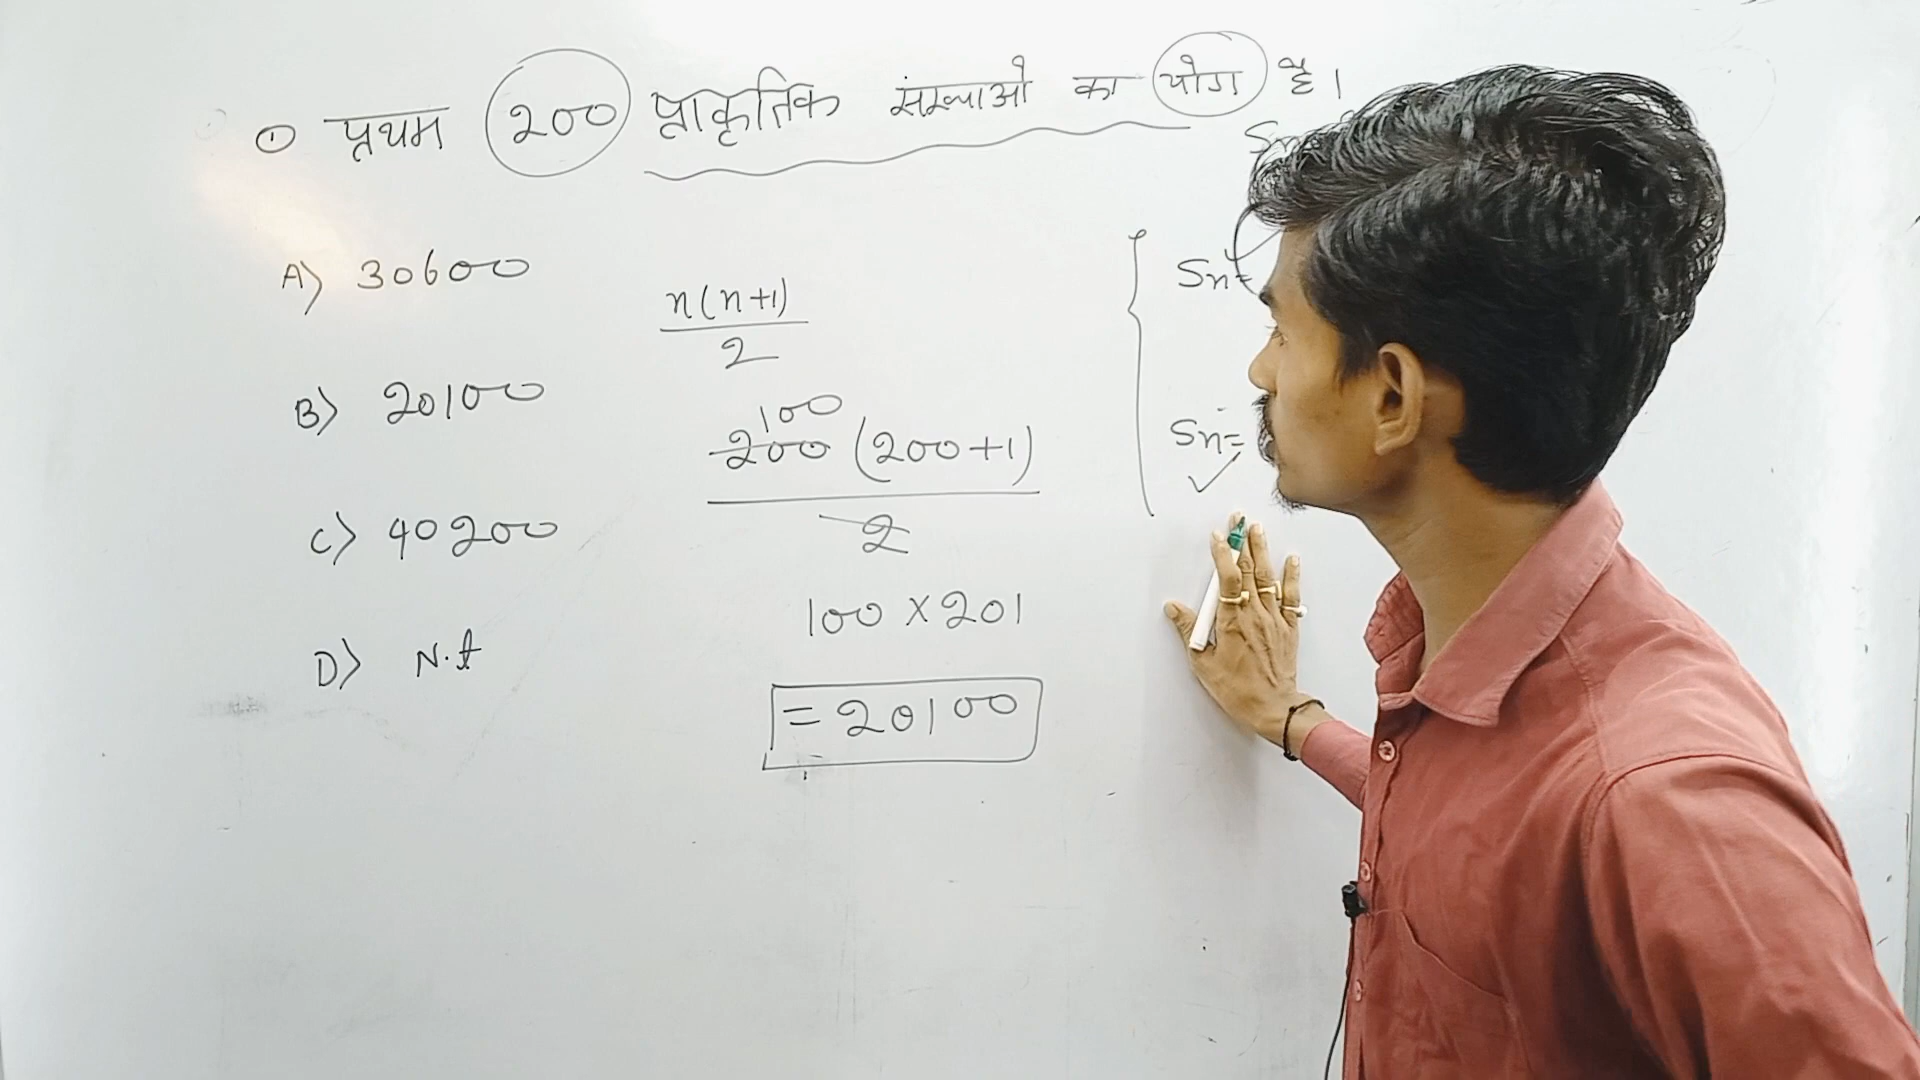 ① प्रथम 200 प्राकृतिक संख्याओ का योग है।
A) 30600
B) 20100
C) 40200
D) N.t
n(n+1)
2
100
200 (200+1)
2
100 × 201
= 20100
Sn=
Sn=